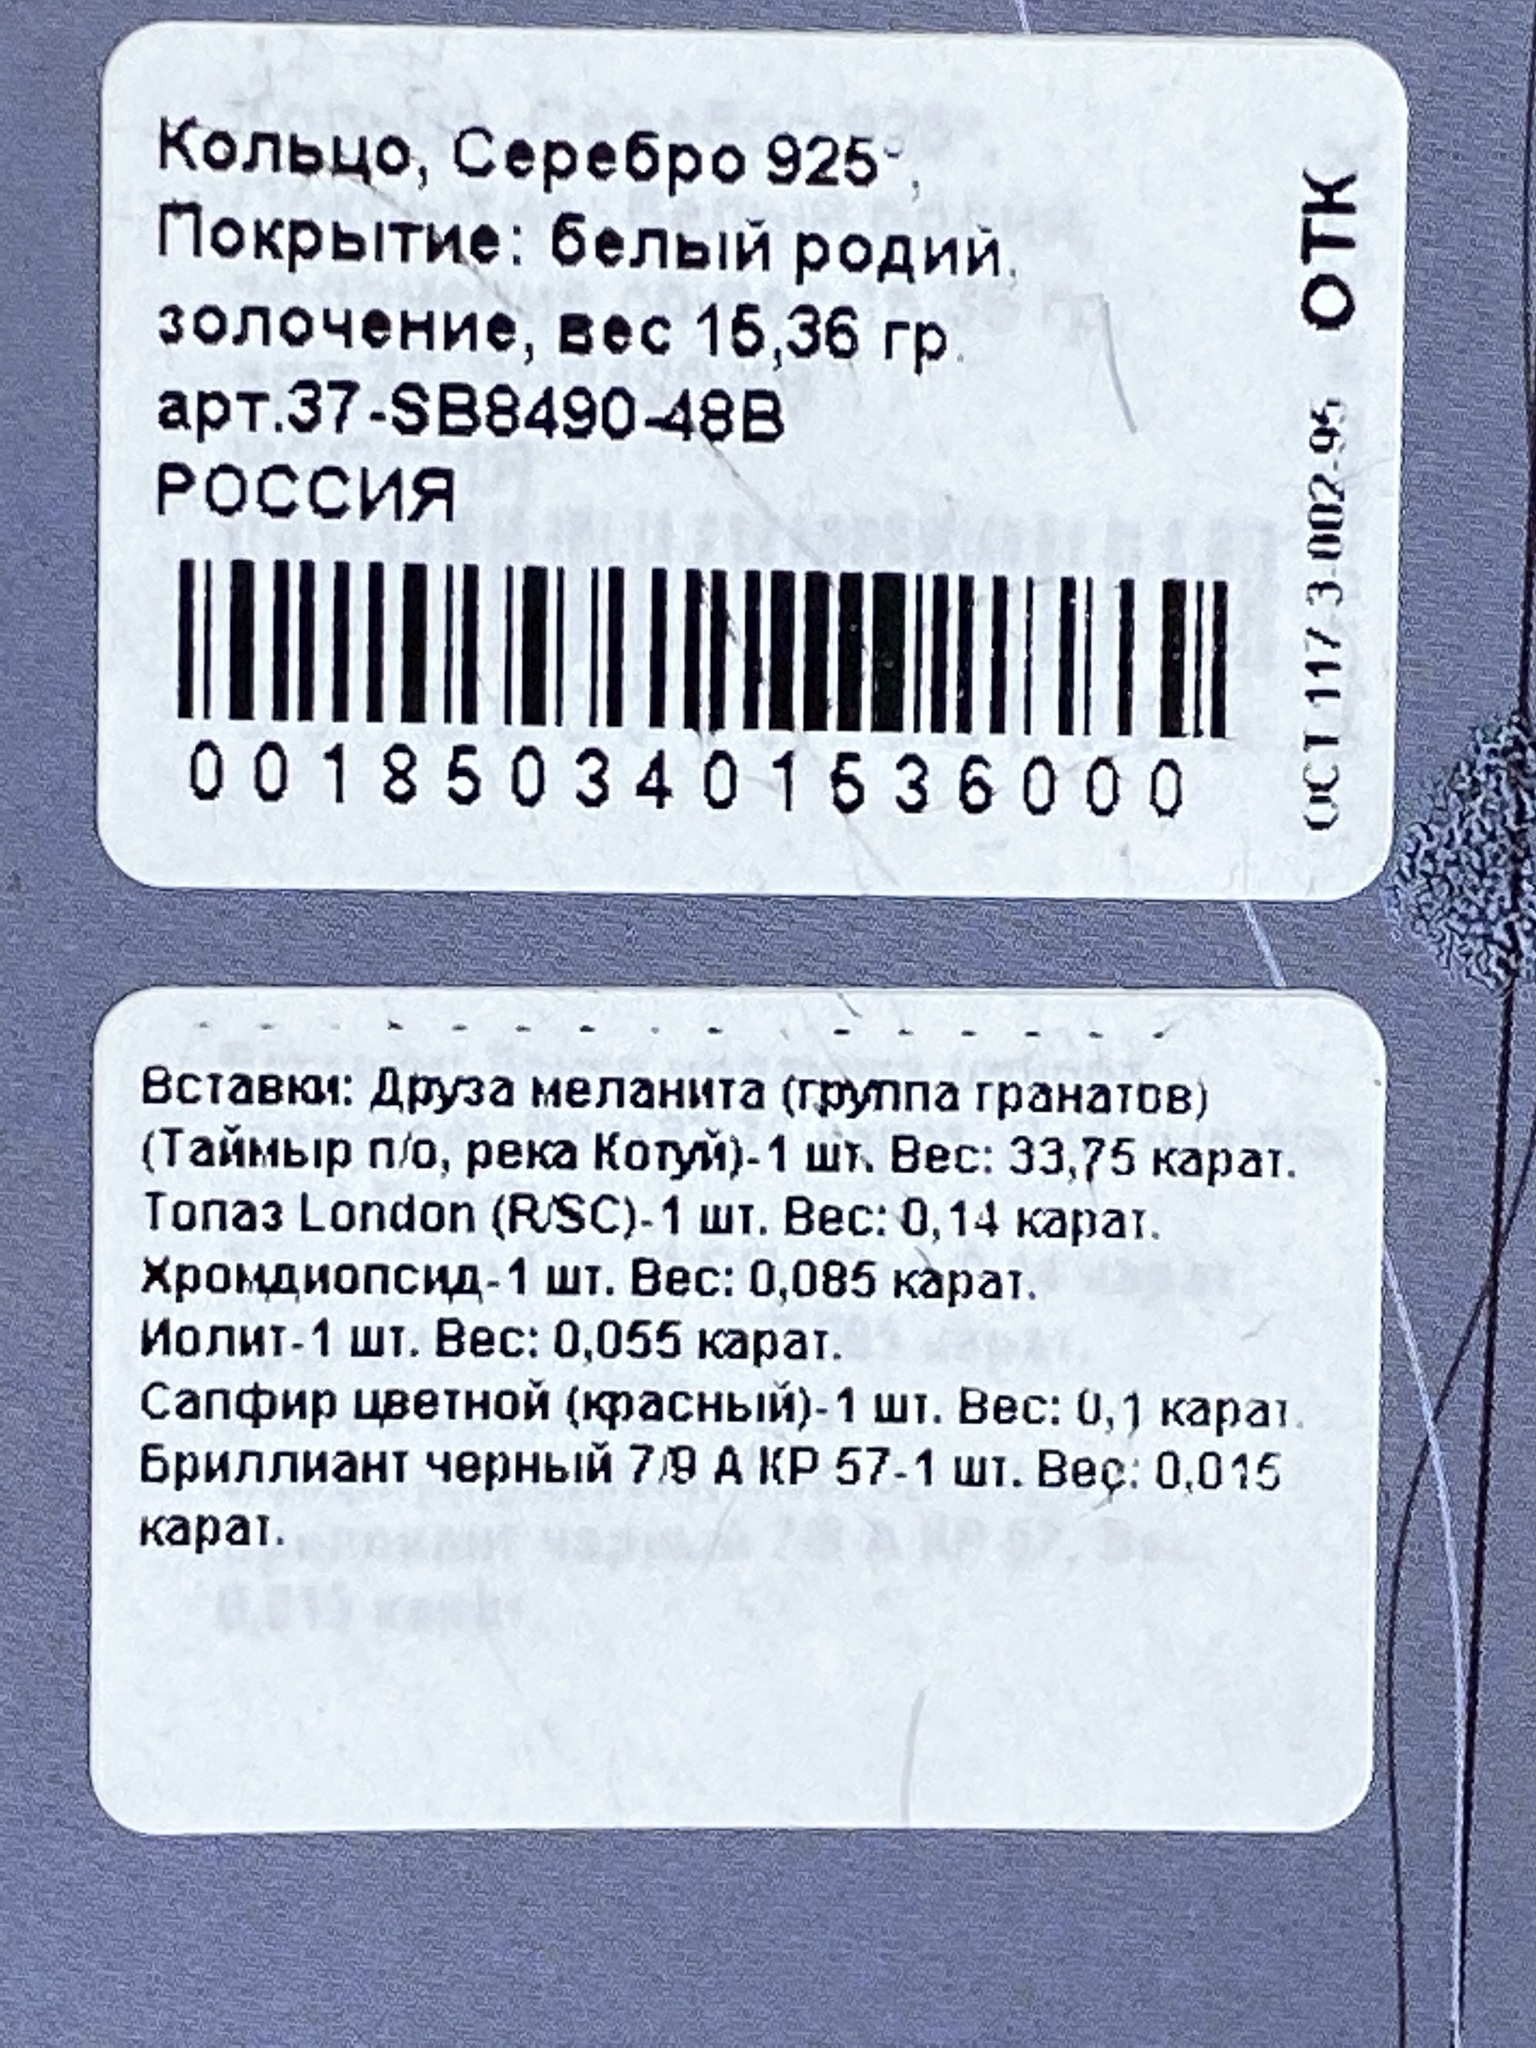 Кольцо, Серебро 925°,
Покрытие: белый родий,
золочение, вес 15,36 гр.
арт.37-SB8490-48B
РОССИЯ
0018503401536000
ОСТ 117-3-002-95 ОТК
Вставки: Друза меланита (группа гранатов)
(Таймыр п/о, река Котуй)-1 шт. Вес: 33,75 карат.
Топаз London (R/SC)-1 шт. Вес: 0,14 карат.
Хромдиопсид-1 шт. Вес: 0,085 карат.
Иолит-1 шт. Вес: 0,055 карат.
Сапфир цветной (красный)-1 шт. Вес: 0,1 карат.
Бриллиант черный 7/9 А КР 57-1 шт. Вес: 0,015
карат.